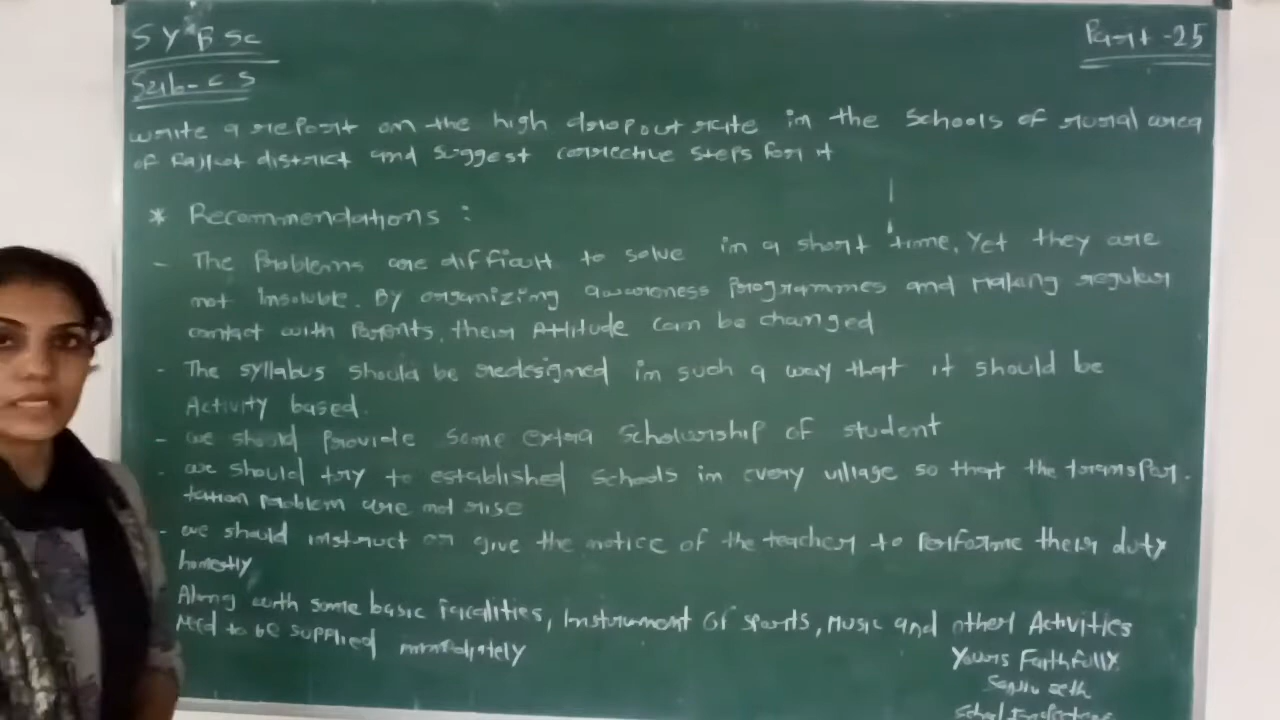 SYBSc
Part-25
Sub-CS
write a report on the high dropout rate in the schools of rural area
of Rajkot district and suggest corrective steps for it
* Recommendations :
- The Problems are difficult to solve in a short time. Yet they are
not insoluble. By organizing awareness Programmes and Making regular
contact with Parents, their Attitude can be changed
- The syllabus should be redesigned in such a way that it should be
Activity based.
- we should Provide some extra scholarship of student
- we should try to established schools in every village so that the transpor-
tation Problem are not rise
- we should instruct or give the notice of the teacher to Performe their duty
honestly
Along with some basic facalities, Instrument of sports, Music and other Activities
Need to be supplied immediately
Yours Faithfully
School